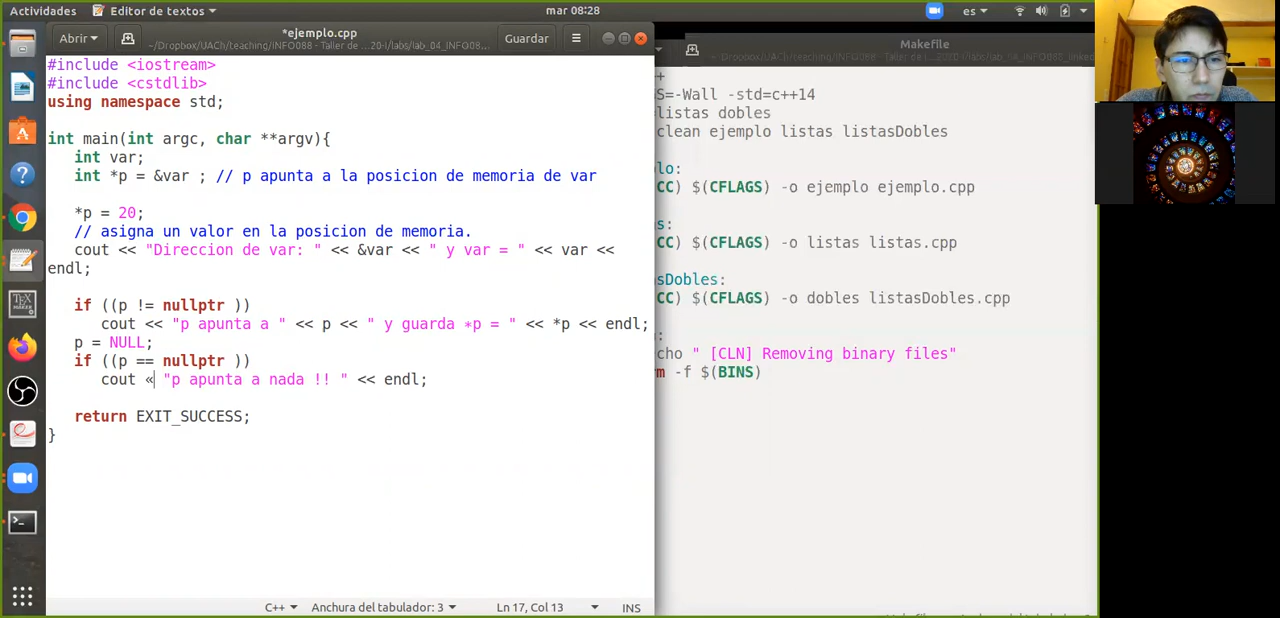 Actividades
Editor de textos
mar 08:28
es
Abrir
*ejemplo.cpp
Guardar
#include <iostream>
#include <cstdlib>
using namespace std;
int main(int argc, char **argv){
int var;
int *p = &var ; // p apunta a la posicion de memoria de var
*p = 20;
// asigna un valor en la posicion de memoria.
cout << "Direccion de var: " << &var << " y var = " << var <<
endl;
if ((p != nullptr ))
cout << "p apunta a " << p << " y guarda *p = " << *p << endl;
p = NULL;
if ((p == nullptr ))
cout « "p apunta a nada !! " << endl;
return EXIT_SUCCESS;
}
C++
Anchura del tabulador: 3
Ln 17, Col 13
INS
Makefile
S=-Wall -std=c++14
=listas dobles
clean ejemplo listas listasDobles
lo:
CC) $(CFLAGS) -o ejemplo ejemplo.cpp
as:
CC) $(CFLAGS) -o listas listas.cpp
asDobles:
CC) $(CFLAGS) -o dobles listasDobles.cpp
cho " [CLN] Removing binary files"
rm -f $(BINS)